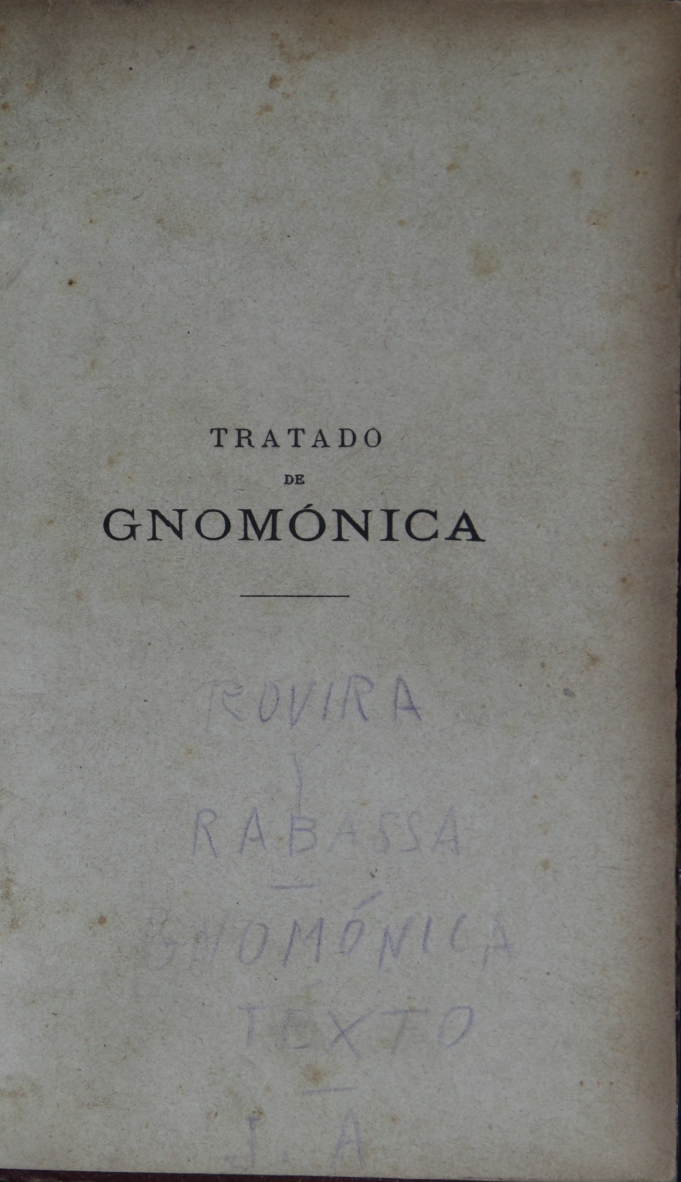 TRATADO
DE
GNOMÓNICA
ROVIRA
Y
RABASSA
GNOMÓNICA
TEXTO
J. A